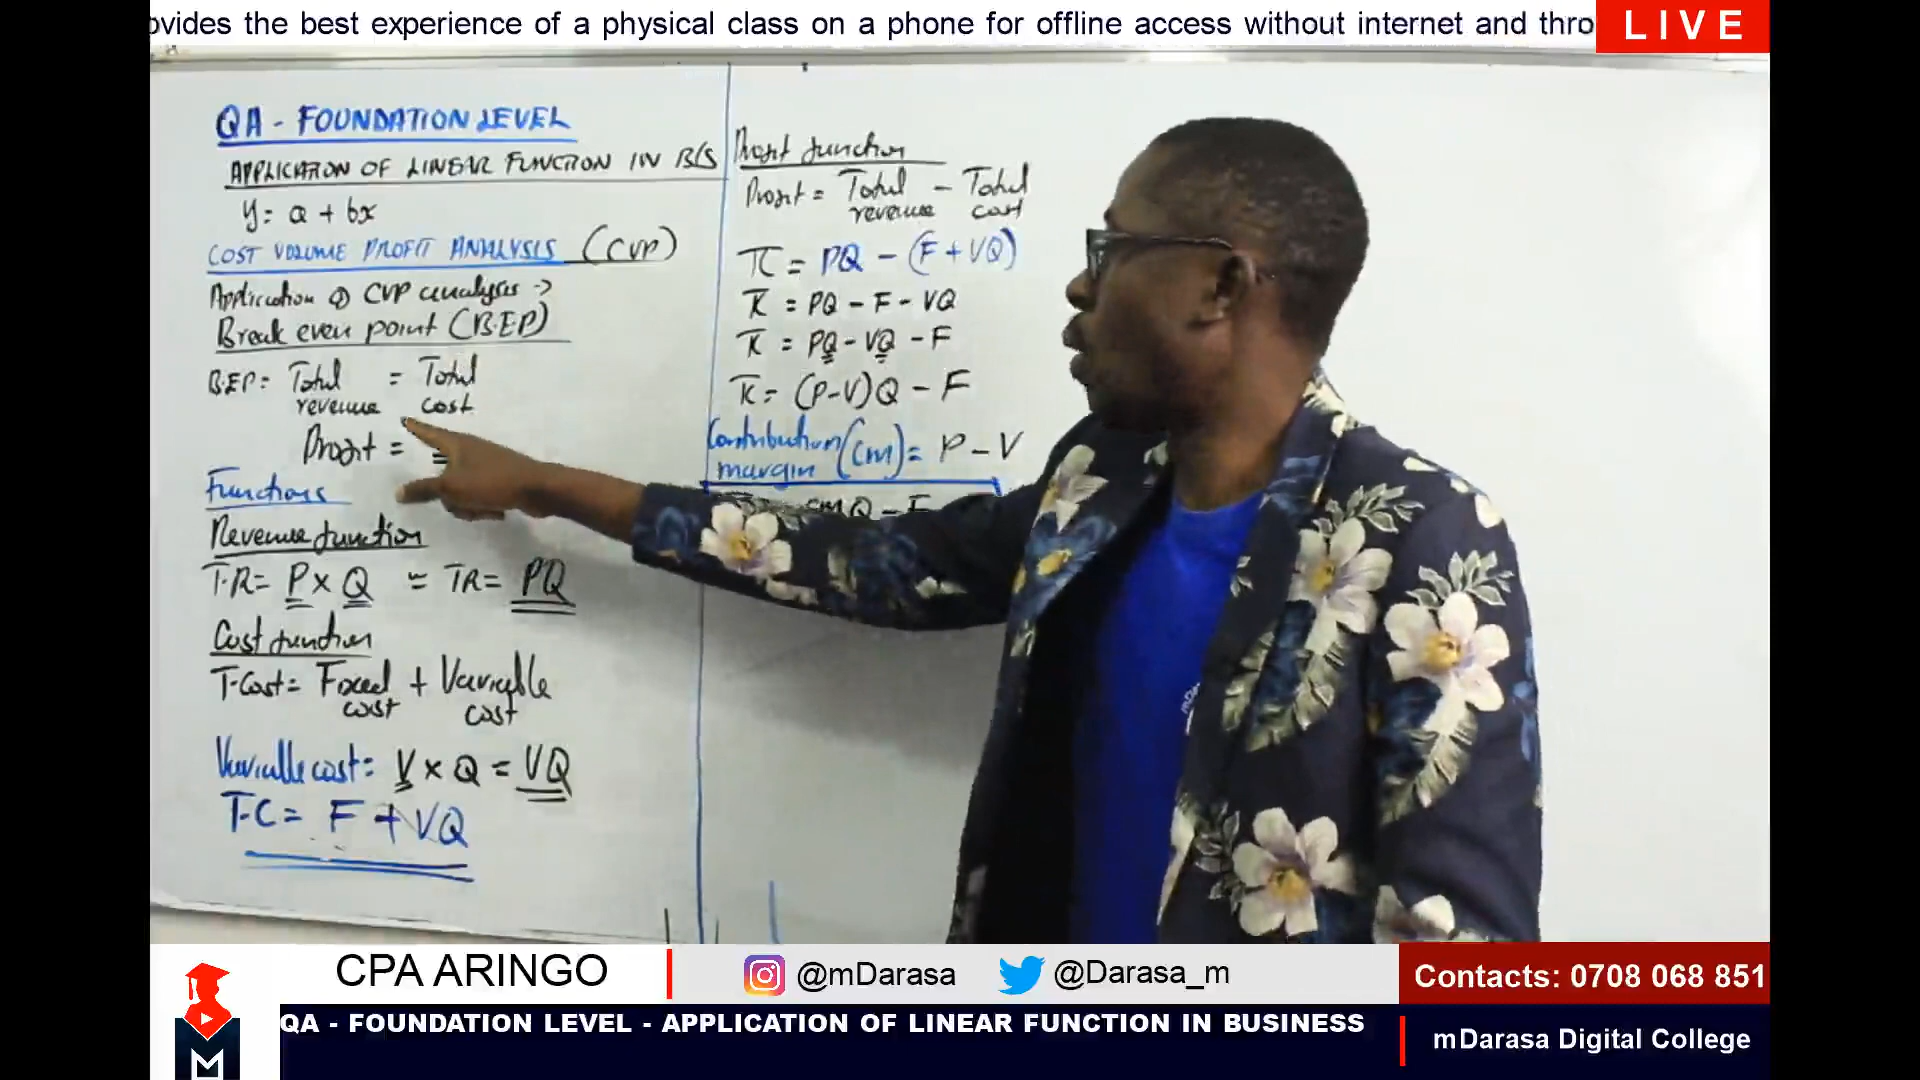 ovides the best experience of a physical class on a phone for offline access without internet and thro
LIVE
QA - FOUNDATION LEVEL
APPLICATION OF LINEAR FUNCTION IN B/S
y = a + bx
COST VOLUME PROFIT ANALYSIS (CVP)
Application of CVP analysis →
Break even point (B.E.P)
B.E.P = Total revenue = Total cost
Profit =
Functions
Revenue function
T.R = P x Q = TR = PQ
Cost function
T.Cost = Fixed cost + Variable cost
Variable cost = V x Q = VQ
T.C = F + VQ
Profit function
Profit = Total revenue - Total cost
π = PQ - (F + VQ)
π = PQ - F - VQ
π = PQ - VQ - F
π = (P-V)Q - F
Contribution margin (CM) = P - V
CMQ - F
CPA ARINGO
@mDarasa
@Darasa_m
Contacts: 0708 068 851
QA - FOUNDATION LEVEL - APPLICATION OF LINEAR FUNCTION IN BUSINESS
mDarasa Digital College
M